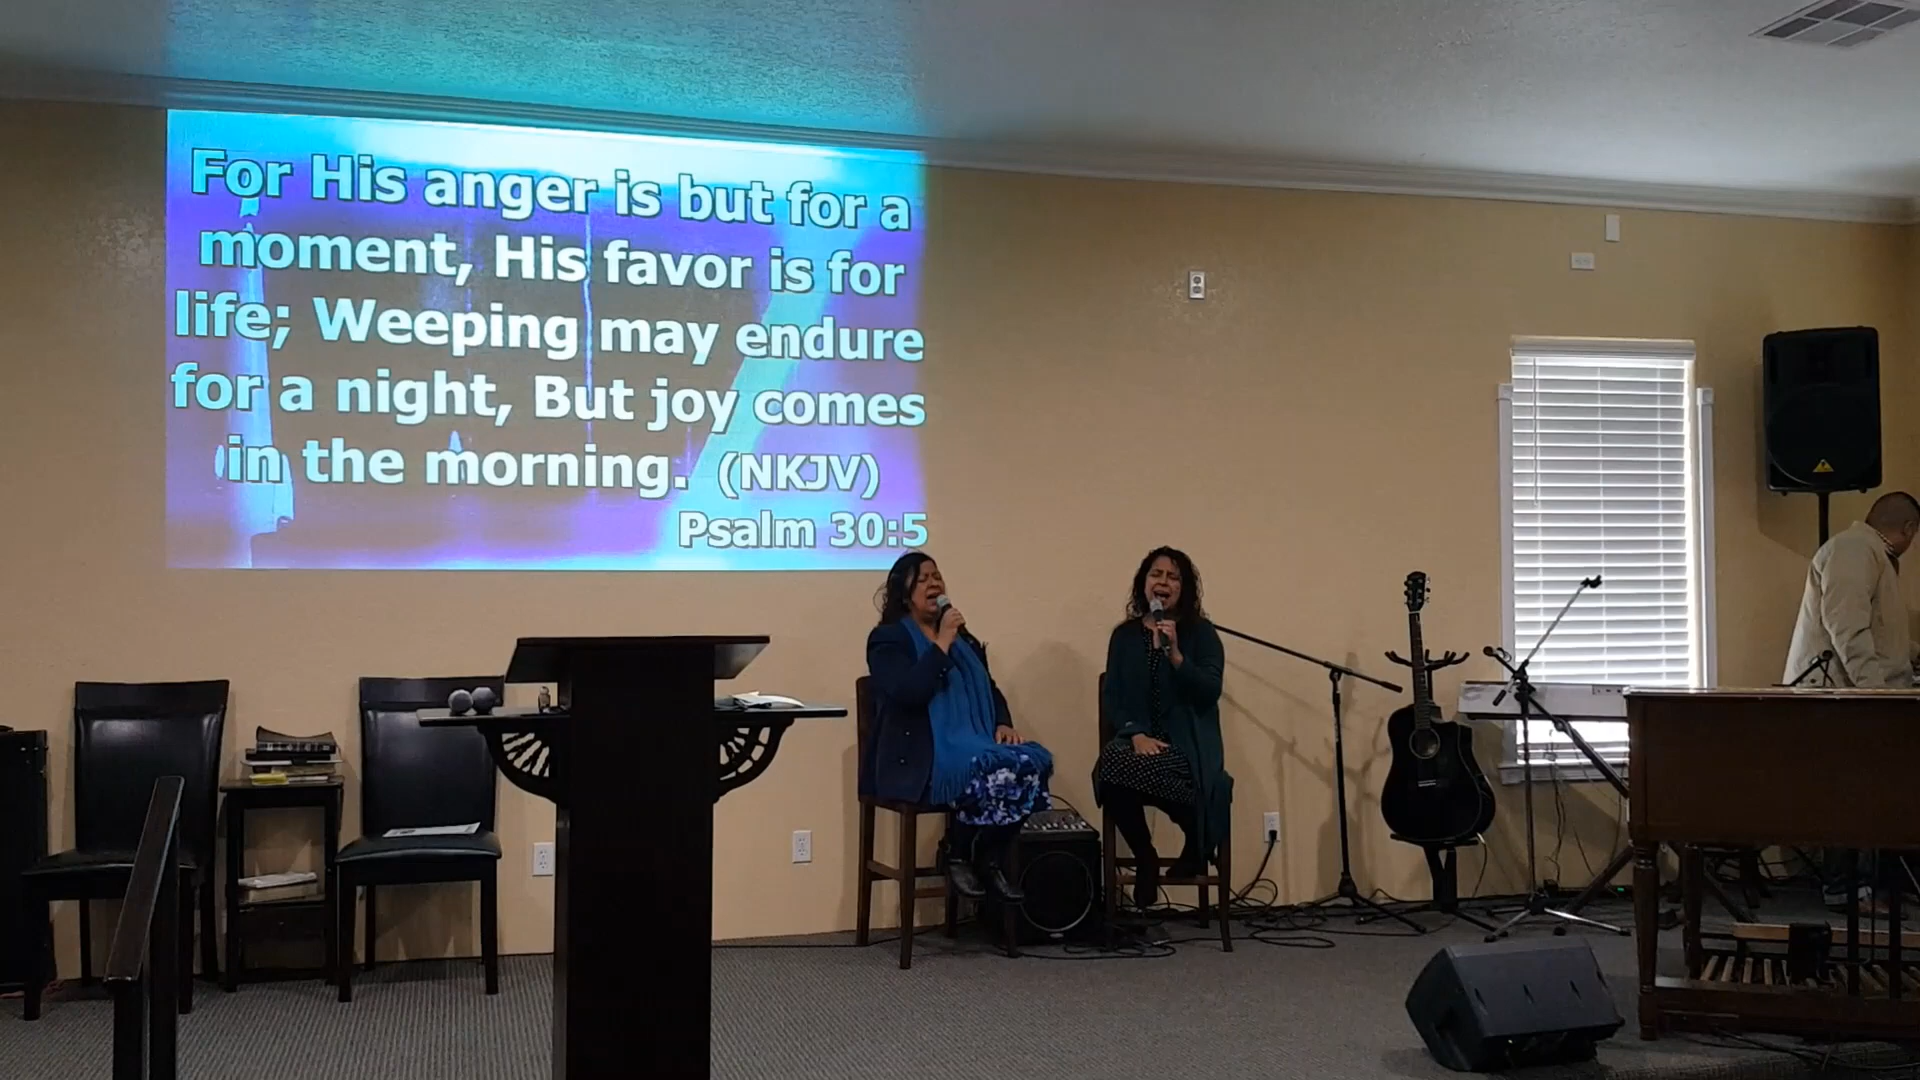 For His anger is but for a
moment, His favor is for
life; Weeping may endure
for a night, But joy comes
in the morning. (NKJV)
Psalm 30:5